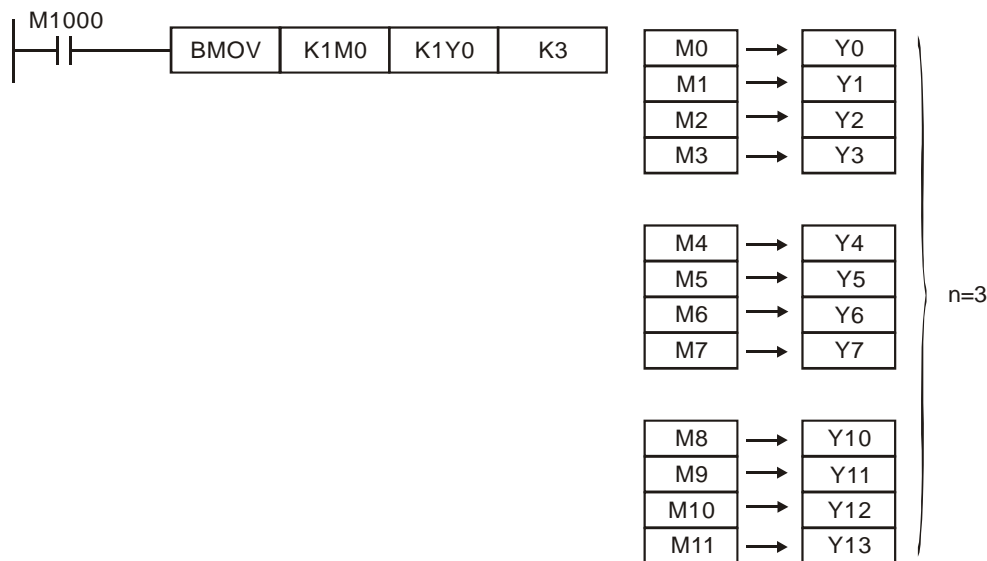 M1000
BMOV K1M0 K1Y0 K3
M0 Y0
M1 Y1
M2 Y2
M3 Y3
M4 Y4
M5 Y5
M6 Y6
M7 Y7
n=3
M8 Y10
M9 Y11
M10 Y12
M11 Y13